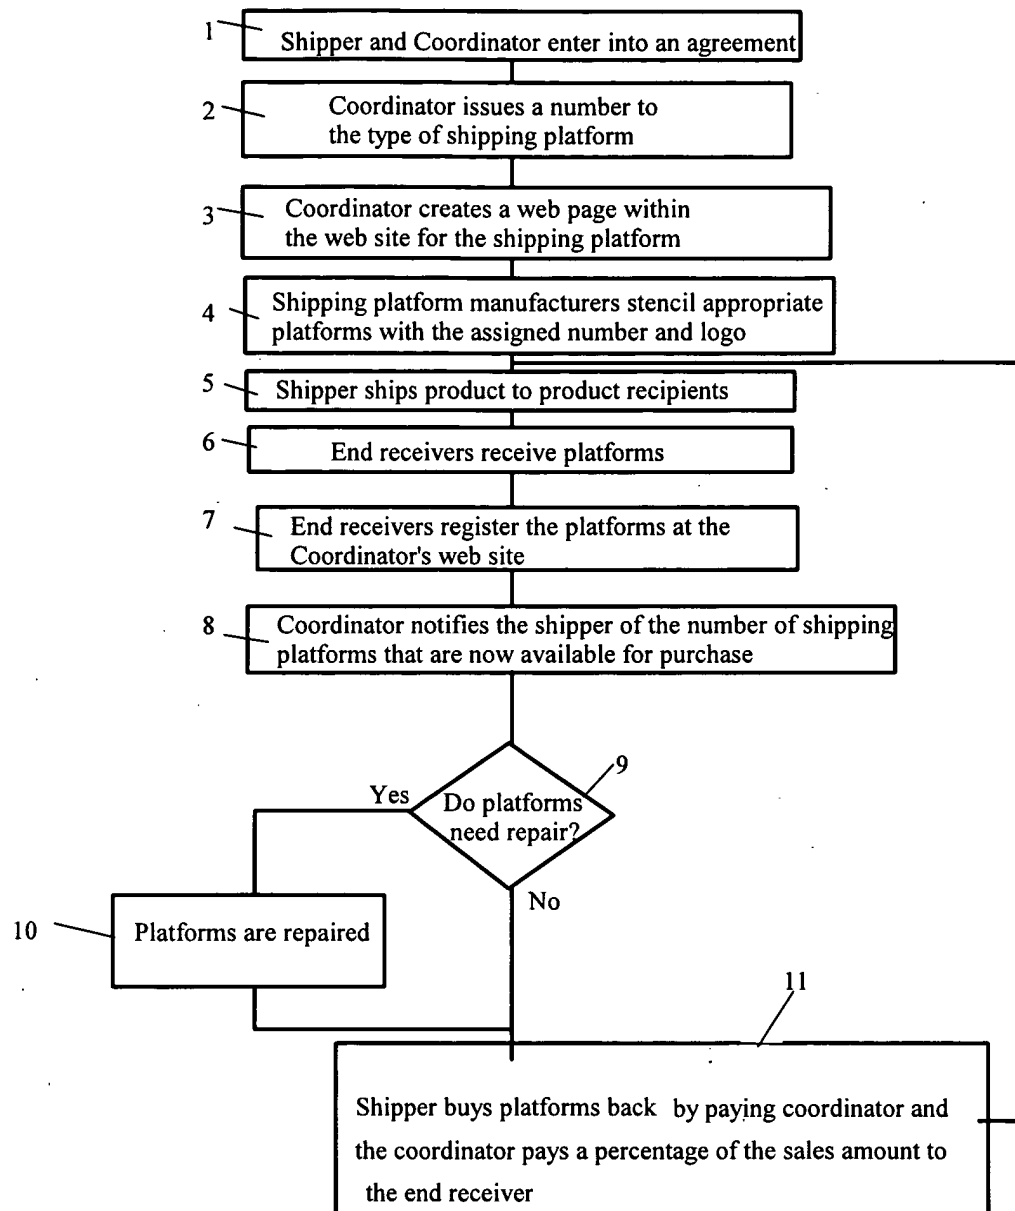 1
Shipper and Coordinator enter into an agreement
2
Coordinator issues a number to
the type of shipping platform
3
Coordinator creates a web page within
the web site for the shipping platform
4
Shipping platform manufacturers stencil appropriate
platforms with the assigned number and logo
5
Shipper ships product to product recipients
6
End receivers receive platforms
7
End receivers register the platforms at the
Coordinator's web site
8
Coordinator notifies the shipper of the number of shipping
platforms that are now available for purchase
9
Yes
Do platforms
need repair?
No
10
Platforms are repaired
11
Shipper buys platforms back by paying coordinator and
the coordinator pays a percentage of the sales amount to
the end receiver